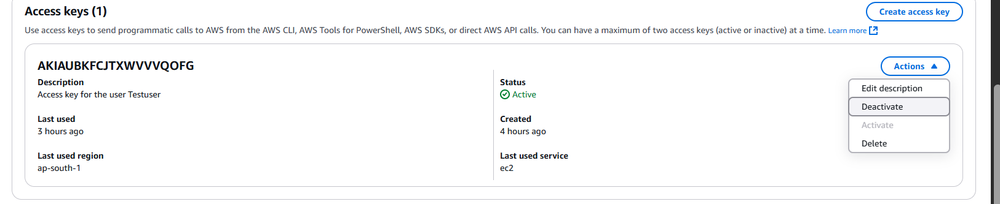 Access keys (1)
Create access key
Use access keys to send programmatic calls to AWS from the AWS CLI, AWS Tools for PowerShell, AWS SDKs, or direct AWS API calls. You can have a maximum of two access keys (active or inactive) at a time. Learn more
AKIAUBKFCJTXWVVVQOFG
Actions
Description
Access key for the user Testuser
Status
Active
Edit description
Deactivate
Activate
Delete
Last used
3 hours ago
Created
4 hours ago
Last used region
ap-south-1
Last used service
ec2